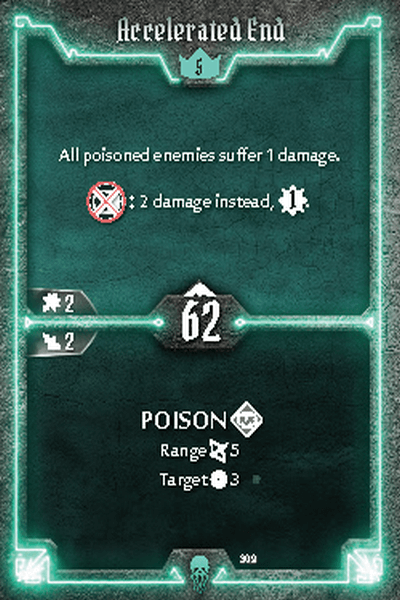 Accelerated End
5
All poisoned enemies suffer 1 damage.
: 2 damage instead, 1.
2
62
2
POISON
Range 5
Target 3